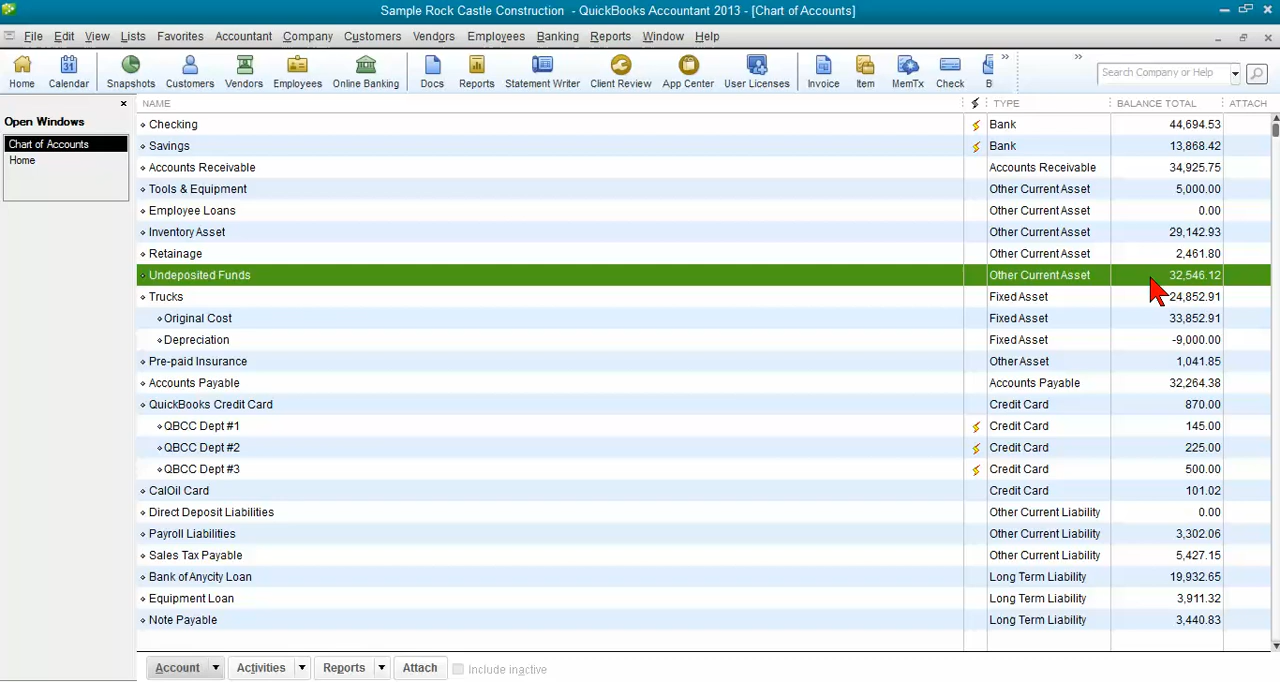 Sample Rock Castle Construction - QuickBooks Accountant 2013 - [Chart of Accounts]
File Edit View Lists Favorites Accountant Company Customers Vendors Employees Banking Reports Window Help
Home Calendar Snapshots Customers Vendors Employees Online Banking Docs Reports Statement Writer Client Review App Center User Licenses Invoice Item MemTx Check B Search Company or Help
Open Windows
Chart of Accounts
Home
NAME TYPE BALANCE TOTAL ATTACH
Checking Bank 44,694.53
Savings Bank 13,868.42
Accounts Receivable Accounts Receivable 34,925.75
Tools & Equipment Other Current Asset 5,000.00
Employee Loans Other Current Asset 0.00
Inventory Asset Other Current Asset 29,142.93
Retainage Other Current Asset 2,461.80
Undeposited Funds Other Current Asset 32,546.12
Trucks Fixed Asset 24,852.91
Original Cost Fixed Asset 33,852.91
Depreciation Fixed Asset -9,000.00
Pre-paid Insurance Other Asset 1,041.85
Accounts Payable Accounts Payable 32,264.38
QuickBooks Credit Card Credit Card 870.00
QBCC Dept #1 Credit Card 145.00
QBCC Dept #2 Credit Card 225.00
QBCC Dept #3 Credit Card 500.00
CalOil Card Credit Card 101.02
Direct Deposit Liabilities Other Current Liability 0.00
Payroll Liabilities Other Current Liability 3,302.06
Sales Tax Payable Other Current Liability 5,427.15
Bank of Anycity Loan Long Term Liability 19,932.65
Equipment Loan Long Term Liability 3,911.32
Note Payable Long Term Liability 3,440.83
Account Activities Reports Attach Include inactive